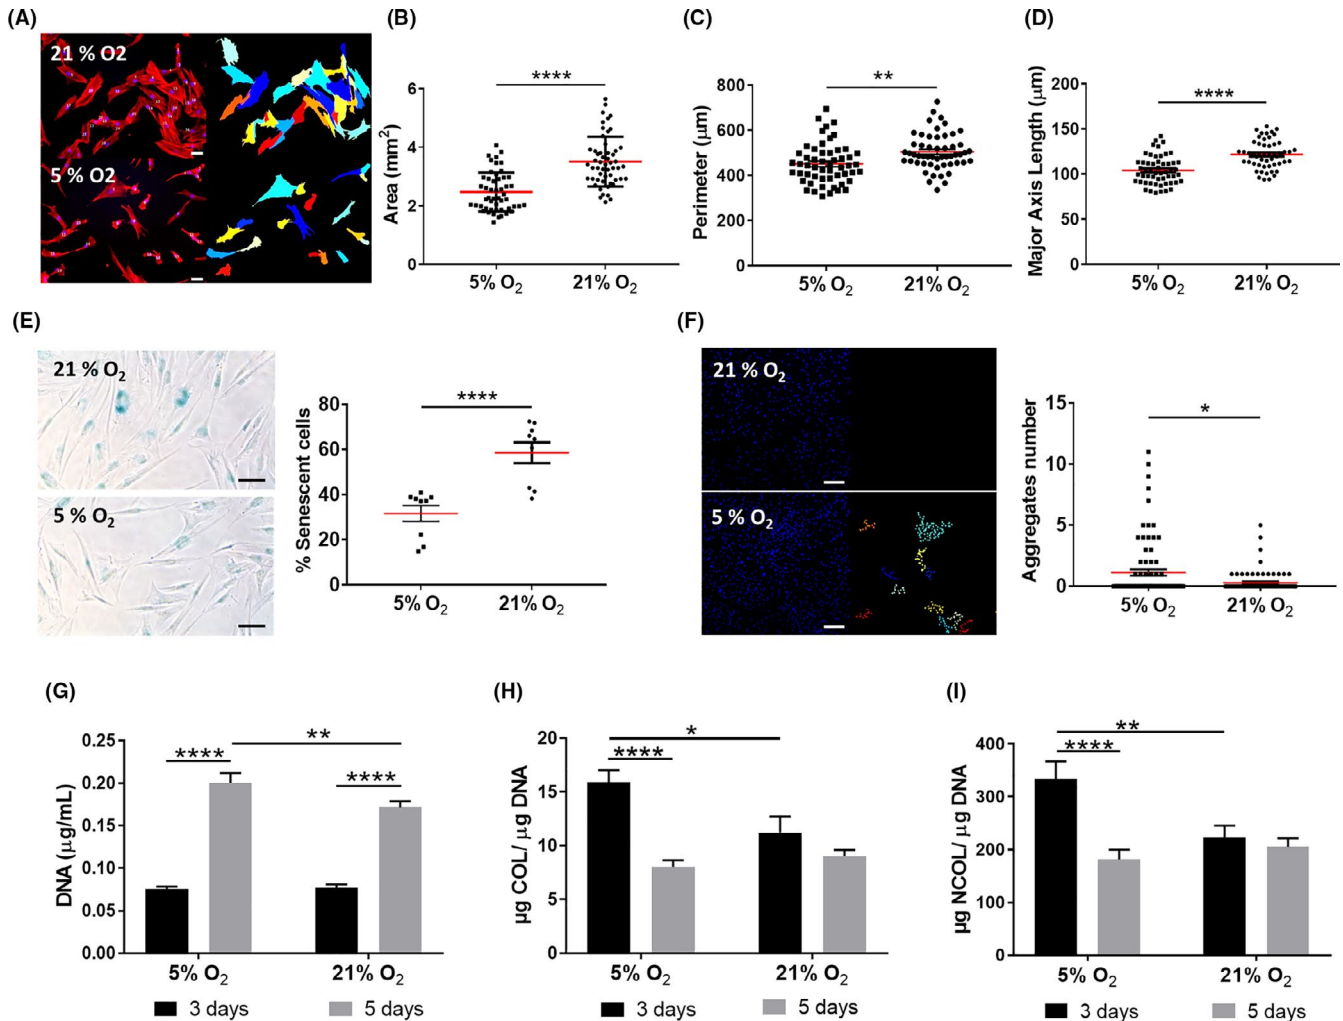 (A)
21 % O2
5 % O2
(B)
****
Area (mm²)
6
4
2
0
5% O₂
21% O₂
(C)
**
Perimeter (μm)
800
600
400
200
0
5% O₂
21% O₂
(D)
****
Major Axis Length (μm)
200
150
100
50
0
5% O₂
21% O₂
(E)
21 % O₂
5 % O₂
****
% Senescent cells
80
60
40
20
0
5% O₂
21% O₂
(F)
21 % O₂
5 % O₂
*
Aggregates number
15
10
5
0
5% O₂
21% O₂
(G)
**
****
****
DNA (μg/mL)
0.25
0.20
0.15
0.10
0.05
0.00
5% O₂
21% O₂
3 days
5 days
(H)
*
****
μg COL/ μg DNA
20
15
10
5
0
5% O₂
21% O₂
3 days
5 days
(I)
**
****
μg NCOL/ μg DNA
400
300
200
100
0
5% O₂
21% O₂
3 days
5 days